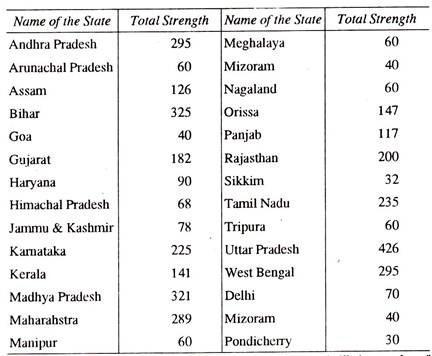 Name of the State Total Strength Name of the State Total Strength
Andhra Pradesh 295 Meghalaya 60
Arunachal Pradesh 60 Mizoram 40
Assam 126 Nagaland 60
Bihar 325 Orissa 147
Goa 40 Panjab 117
Gujarat 182 Rajasthan 200
Haryana 90 Sikkim 32
Himachal Pradesh 68 Tamil Nadu 235
Jammu & Kashmir 78 Tripura 60
Karnataka 225 Uttar Pradesh 426
Kerala 141 West Bengal 295
Madhya Pradesh 321 Delhi 70
Maharahstra 289 Mizoram 40
Manipur 60 Pondicherry 30